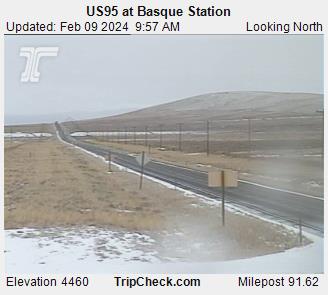 US95 at Basque Station
Updated: Feb 09 2024 9:57 AM Looking North
Elevation 4460 TripCheck.com Milepost 91.62